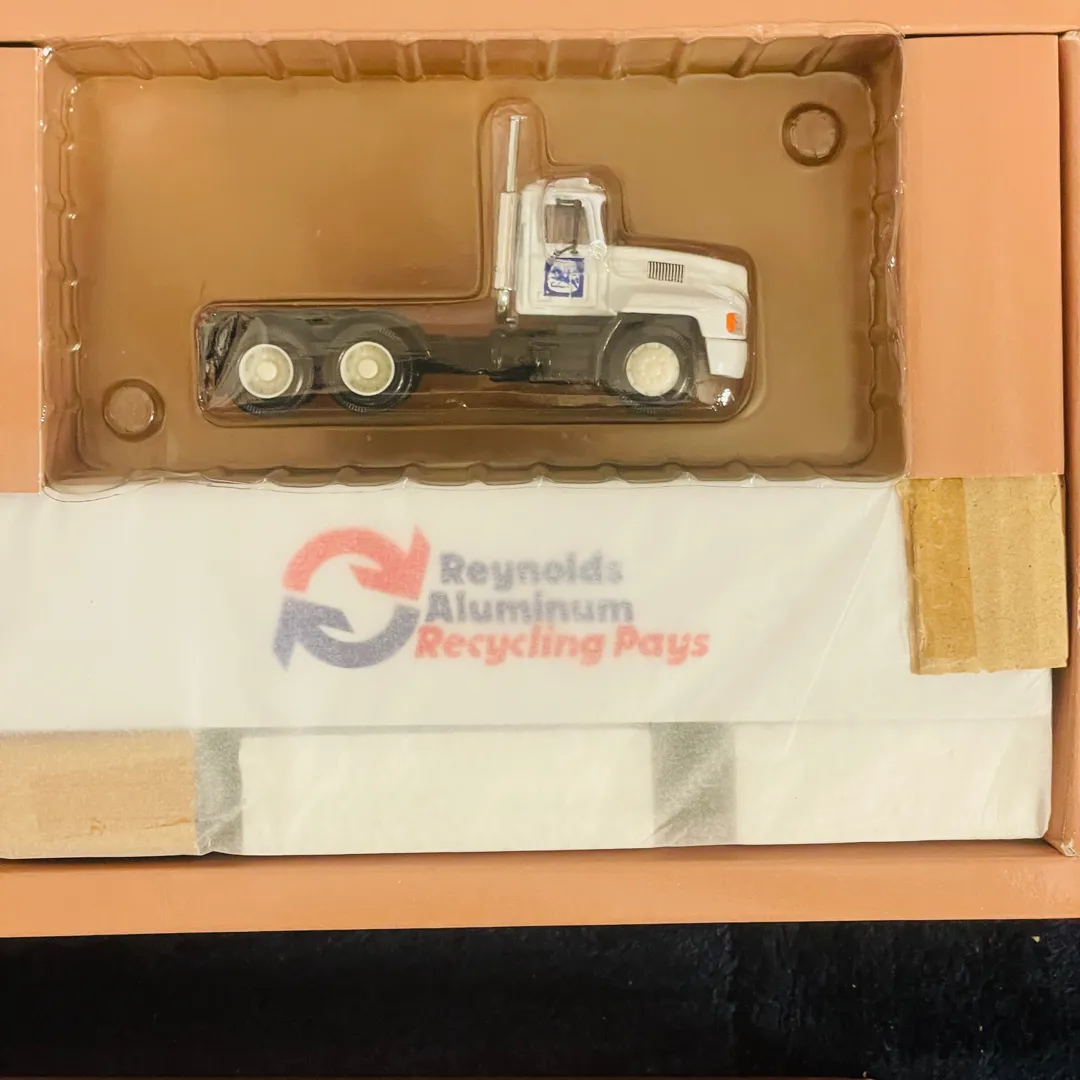 Reynolds
Aluminum
Recycling Pays